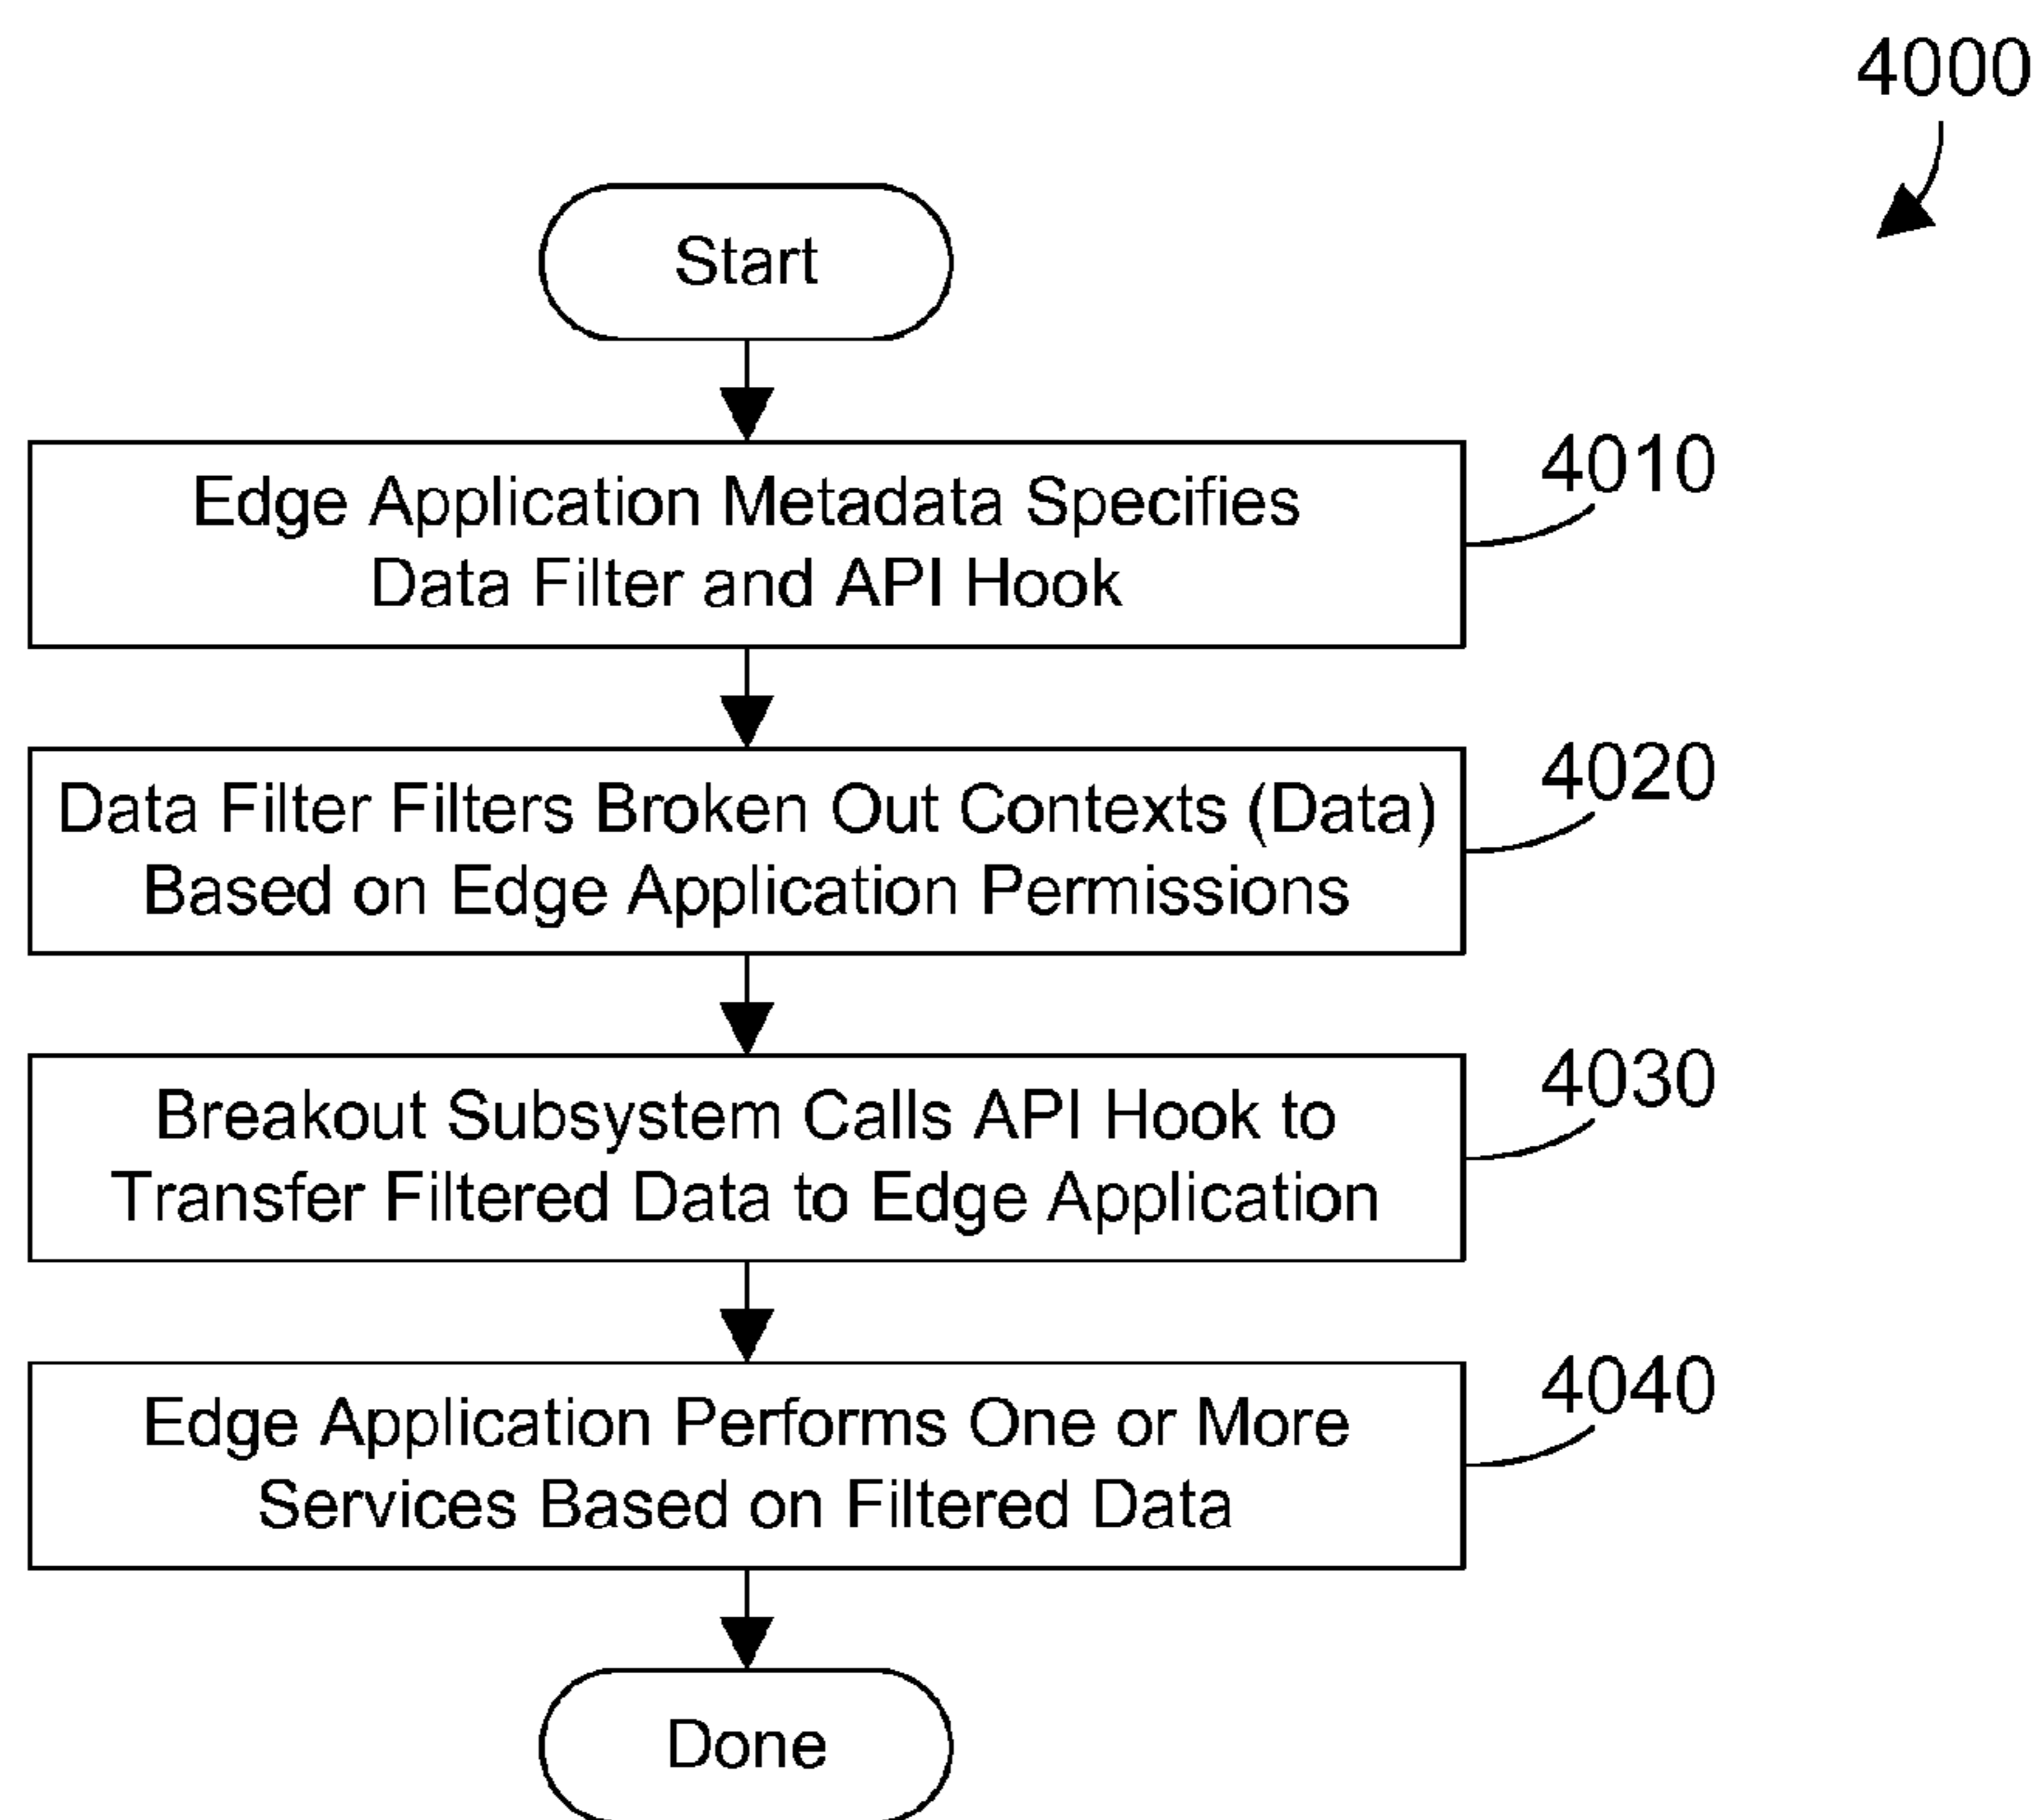 4000
Start
Edge Application Metadata Specifies
Data Filter and API Hook
4010
Data Filter Filters Broken Out Contexts (Data)
Based on Edge Application Permissions
4020
Breakout Subsystem Calls API Hook to
Transfer Filtered Data to Edge Application
4030
Edge Application Performs One or More
Services Based on Filtered Data
4040
Done